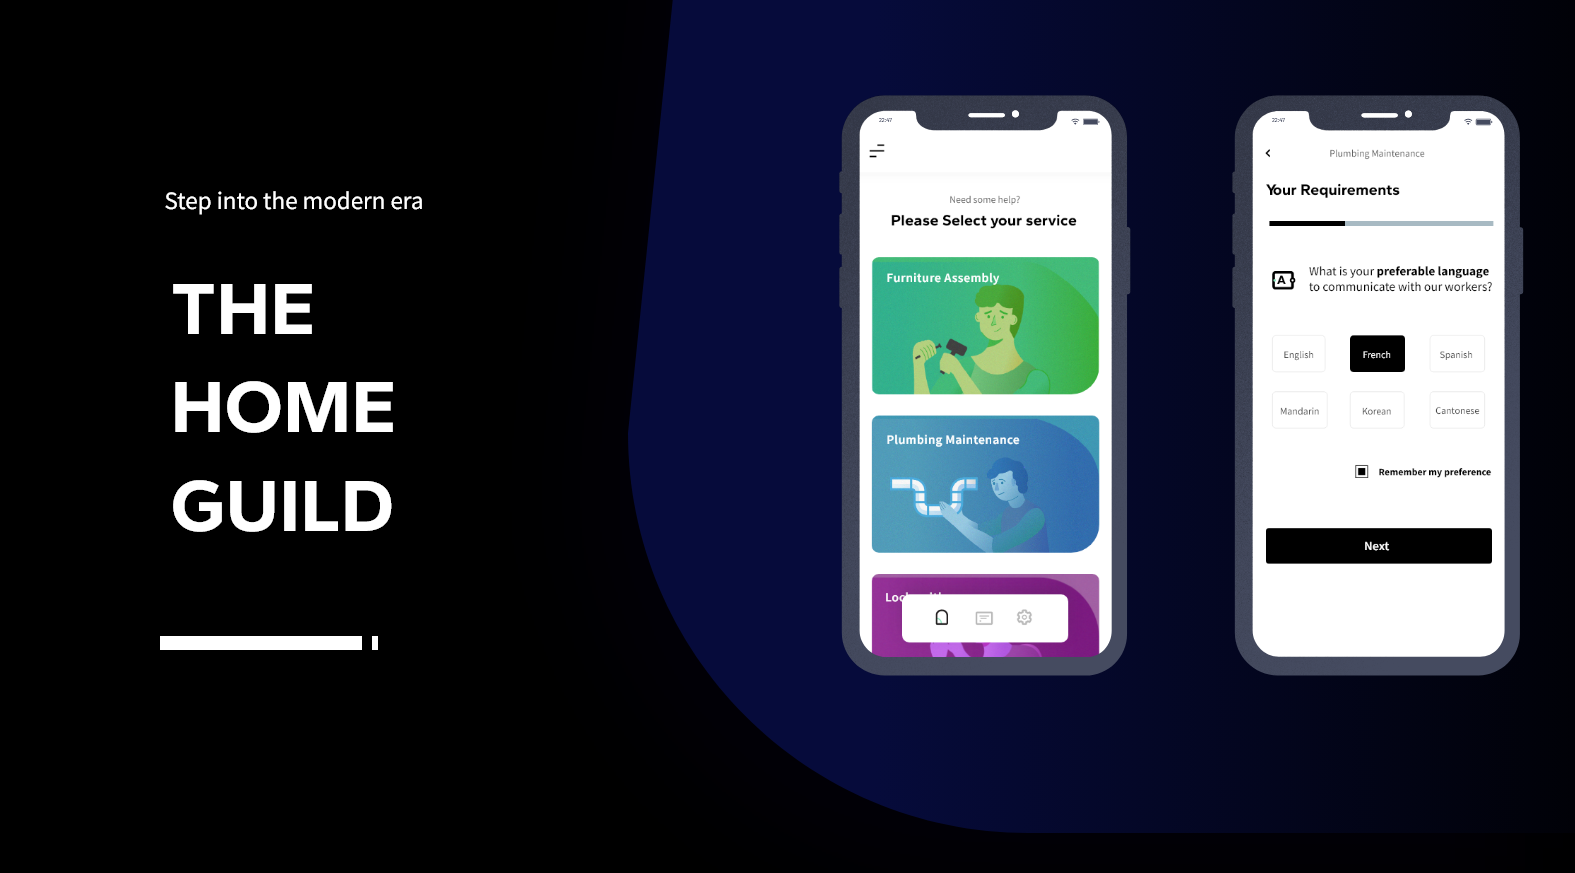 Step into the modern era
THE
HOME
GUILD
22:47
Need some help?
Please Select your service
Furniture Assembly
Plumbing Maintenance
22:47
Plumbing Maintenance
Your Requirements
A
What is your preferable language
to communicate with our workers?
English
French
Spanish
Mandarin
Korean
Cantonese
Remember my preference
Next